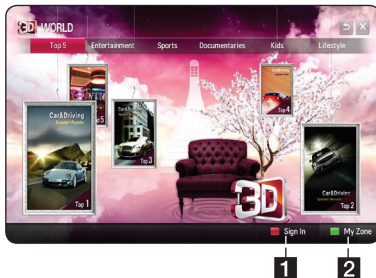 3D WORLD
Top 5 Entertainment Sports Documentaries Kids Lifestyle
Top 5
Top 4
Car&Driving
Top 3
Car&Driving
Top 1
Car&Driving
Top 2
3D
Sign In My Zone
1 2